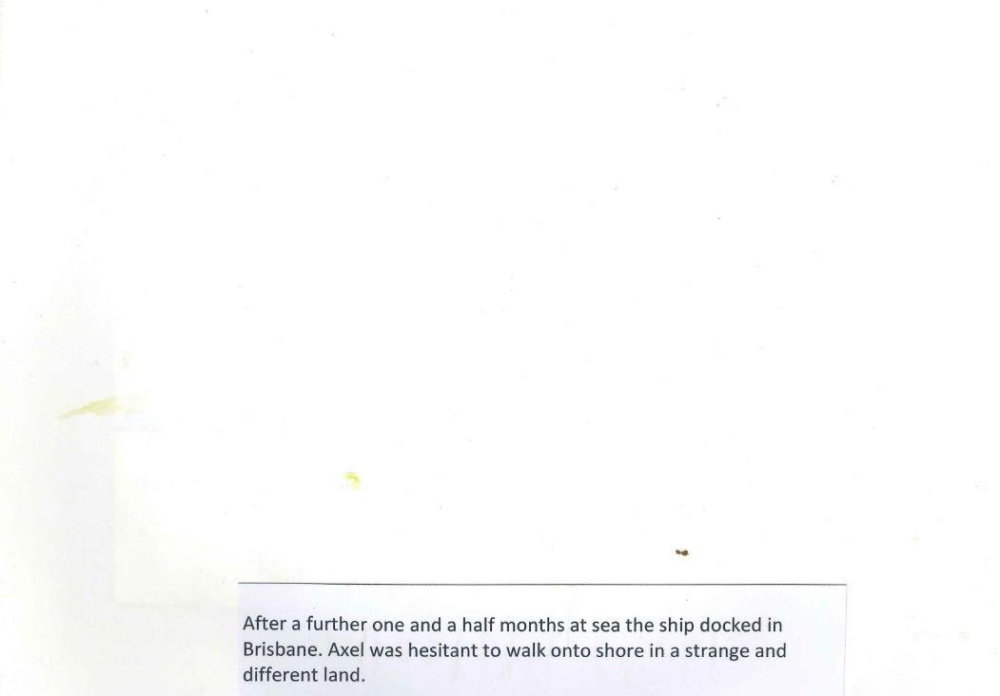 After a further one and a half months at sea the ship docked in
Brisbane. Axel was hesitant to walk onto shore in a strange and
different land.